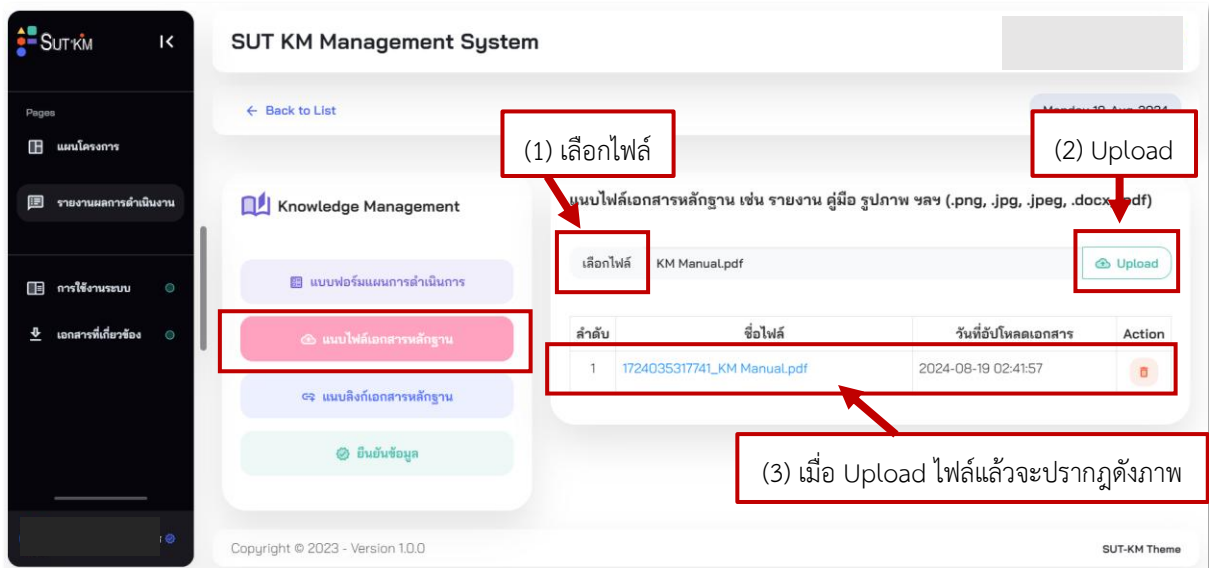 SUT KM
SUT KM Management System
Pages
แผนโครงการ
รายงานผลการดำเนินงาน
การใช้งานระบบ
เอกสารที่เกี่ยวข้อง
Back to List
(1) เลือกไฟล์
(2) Upload
Knowledge Management
แบบฟอร์มแผนการดำเนินการ
แนบไฟล์เอกสารหลักฐาน
แนบลิงก์เอกสารหลักฐาน
ยืนยันข้อมูล
แนบไฟล์เอกสารหลักฐาน เช่น รายงาน คู่มือ รูปภาพ ฯลฯ (.png, .jpg, .jpeg, .docx
เลือกไฟล์ KM Manual.pdf Upload
ลำดับ ชื่อไฟล์ วันที่อัปโหลดเอกสาร Action
1 1724035317741_KM Manual.pdf 2024-08-19 02:41:57
(3) เมื่อ Upload ไฟล์แล้วจะปรากฏดังภาพ
Copyright © 2023 - Version 1.0.0
SUT-KM Theme